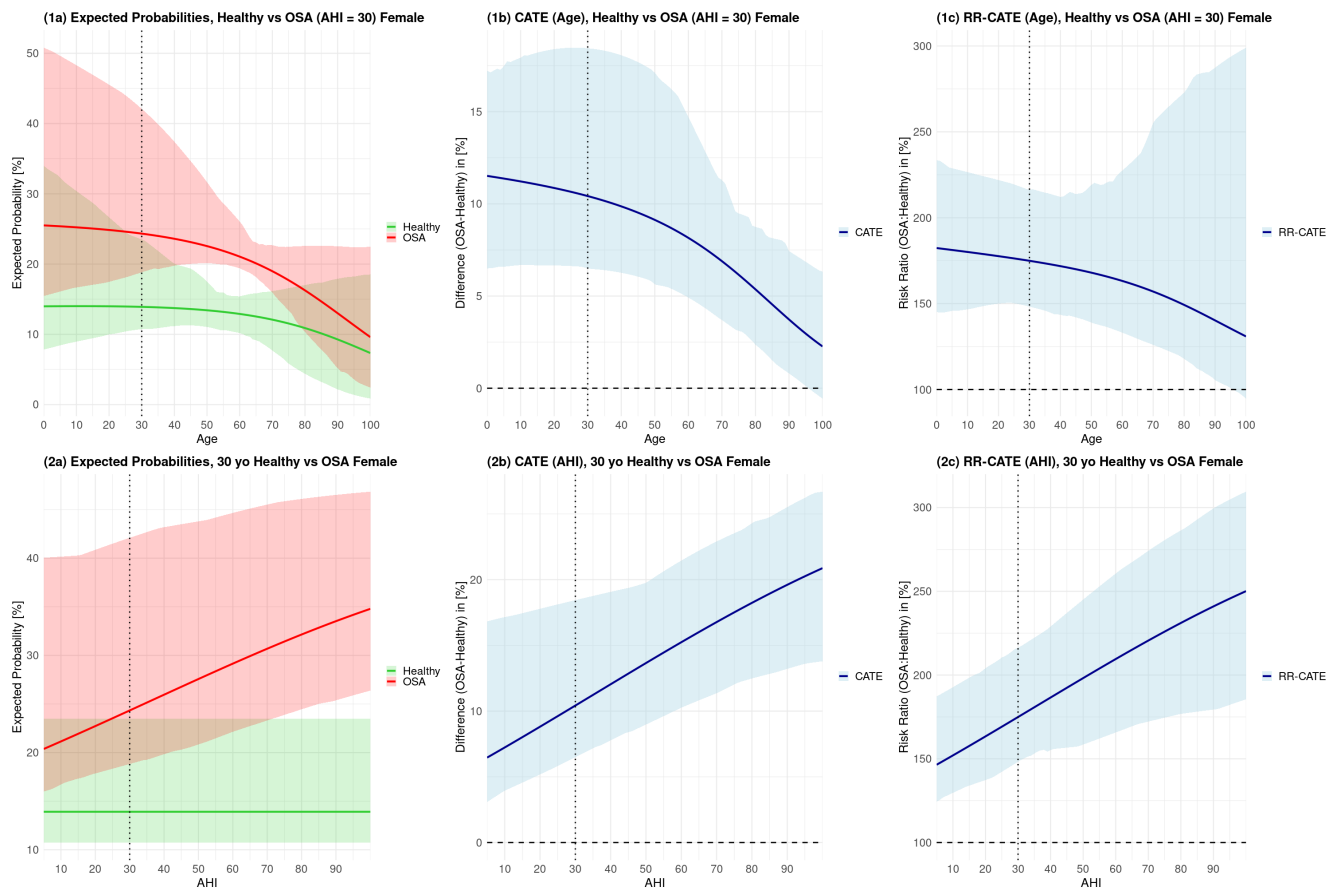 (1a) Expected Probabilities, Healthy vs OSA (AHI = 30) Female
Expected Probability [%]
50
40
30
20
10
0
0 10 20 30 40 50 60 70 80 90 100
Age
Healthy
OSA
(1b) CATE (Age), Healthy vs OSA (AHI = 30) Female
Difference (OSA-Healthy) in [%]
15
10
5
0
0 10 20 30 40 50 60 70 80 90 100
Age
CATE
(1c) RR-CATE (Age), Healthy vs OSA (AHI = 30) Female
Risk Ratio (OSA:Healthy) in [%]
300
250
200
150
100
0 10 20 30 40 50 60 70 80 90 100
Age
RR-CATE
(2a) Expected Probabilities, 30 yo Healthy vs OSA Female
Expected Probability [%]
40
30
20
10
10 20 30 40 50 60 70 80 90
AHI
Healthy
OSA
(2b) CATE (AHI), 30 yo Healthy vs OSA Female
Difference (OSA-Healthy) in [%]
20
10
0
10 20 30 40 50 60 70 80 90
AHI
CATE
(2c) RR-CATE (AHI), 30 yo Healthy vs OSA Female
Risk Ratio (OSA:Healthy) in [%]
300
250
200
150
100
10 20 30 40 50 60 70 80 90
AHI
RR-CATE